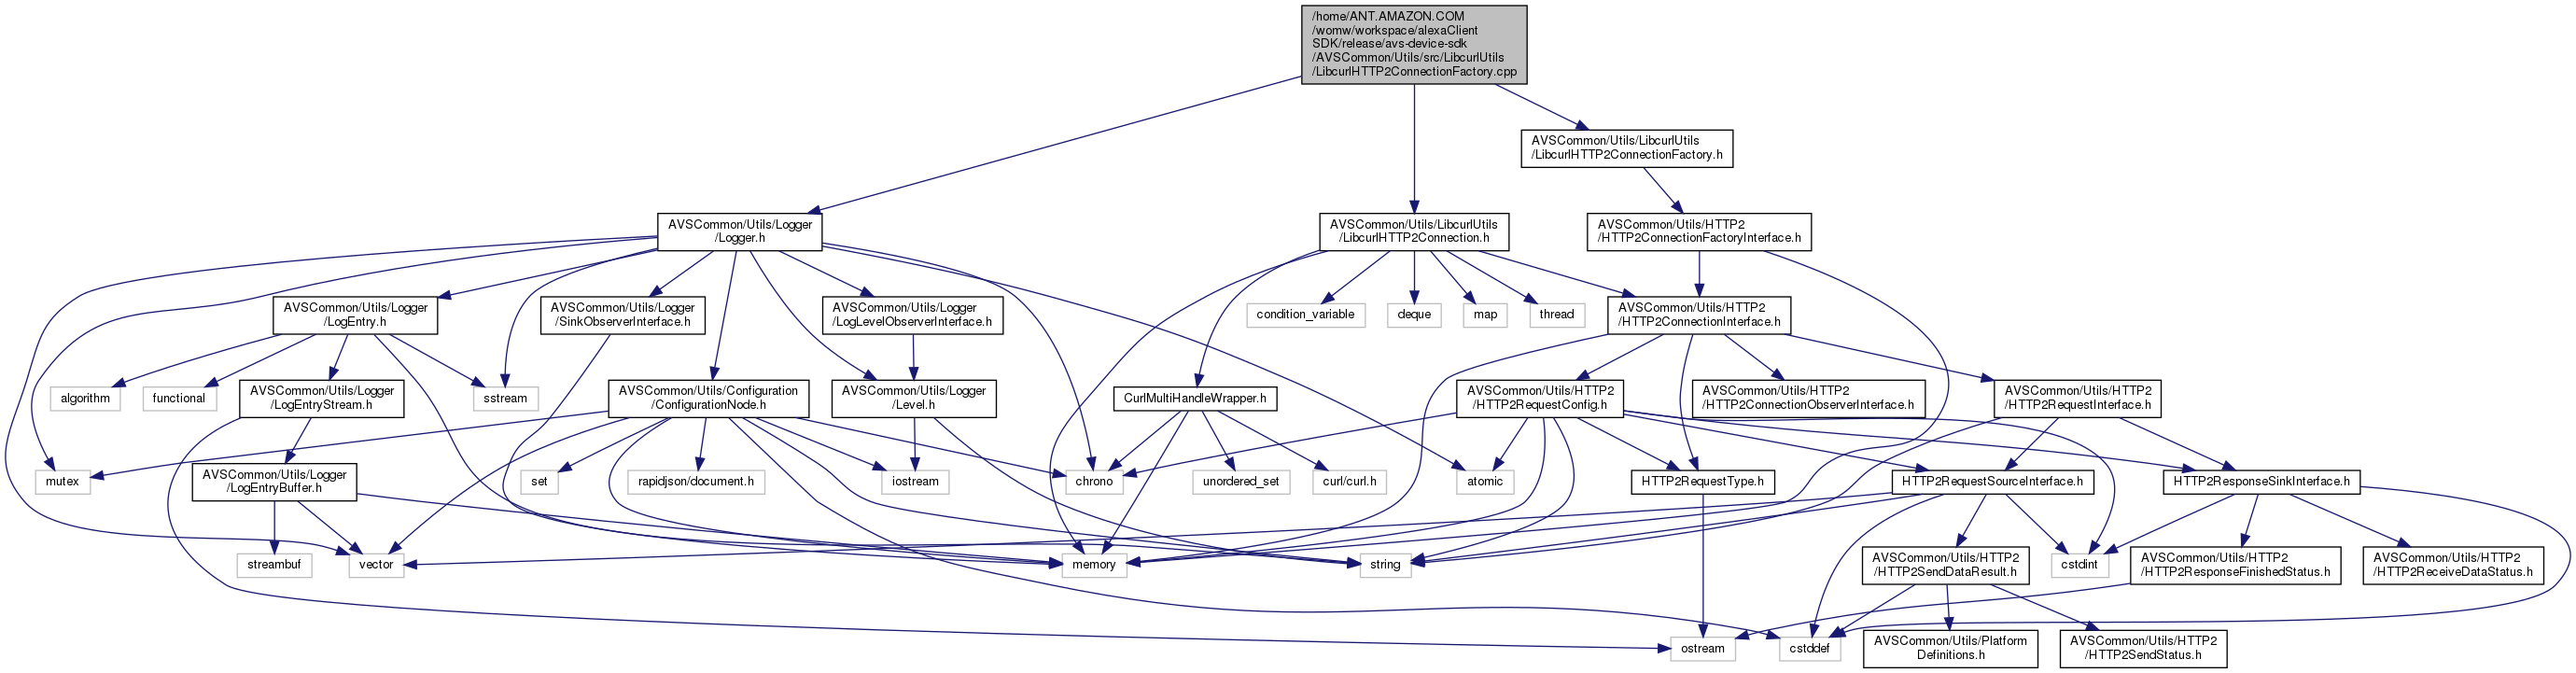 /home/ANT.AMAZON.COM
/womw/workspace/alexaClient
SDK/release/avs-device-sdk
/AVSCommon/Utils/src/LibcurlUtils
/LibcurlHTTP2ConnectionFactory.cpp
AVSCommon/Utils/LibcurlUtils
/LibcurlHTTP2ConnectionFactory.h
AVSCommon/Utils/Logger
/Logger.h
AVSCommon/Utils/LibcurlUtils
/LibcurlHTTP2Connection.h
AVSCommon/Utils/HTTP2
/HTTP2ConnectionFactoryInterface.h
AVSCommon/Utils/Logger
/LogEntry.h
AVSCommon/Utils/Logger
/SinkObserverInterface.h
AVSCommon/Utils/Logger
/LogLevelObserverInterface.h
condition_variable
deque
map
thread
AVSCommon/Utils/HTTP2
/HTTP2ConnectionInterface.h
algorithm
functional
AVSCommon/Utils/Logger
/LogEntryStream.h
sstream
AVSCommon/Utils/Configuration
/ConfigurationNode.h
AVSCommon/Utils/Logger
/Level.h
CurlMultiHandleWrapper.h
AVSCommon/Utils/HTTP2
/HTTP2RequestConfig.h
AVSCommon/Utils/HTTP2
/HTTP2ConnectionObserverInterface.h
AVSCommon/Utils/HTTP2
/HTTP2RequestInterface.h
mutex
AVSCommon/Utils/Logger
/LogEntryBuffer.h
set
rapidjson/document.h
iostream
chrono
unordered_set
curl/curl.h
atomic
HTTP2RequestType.h
HTTP2RequestSourceInterface.h
HTTP2ResponseSinkInterface.h
streambuf
vector
memory
string
AVSCommon/Utils/HTTP2
/HTTP2SendDataResult.h
cstdint
AVSCommon/Utils/HTTP2
/HTTP2ResponseFinishedStatus.h
AVSCommon/Utils/HTTP2
/HTTP2ReceiveDataStatus.h
ostream
cstddef
AVSCommon/Utils/Platform
Definitions.h
AVSCommon/Utils/HTTP2
/HTTP2SendStatus.h